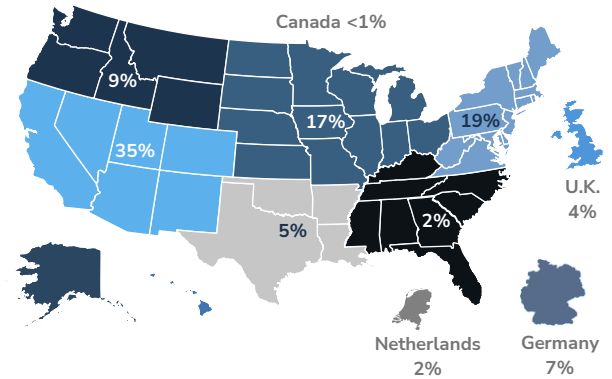 Canada <1%
9%
17%
19%
35%
U.K.
4%
2%
5%
Netherlands
2%
Germany
7%